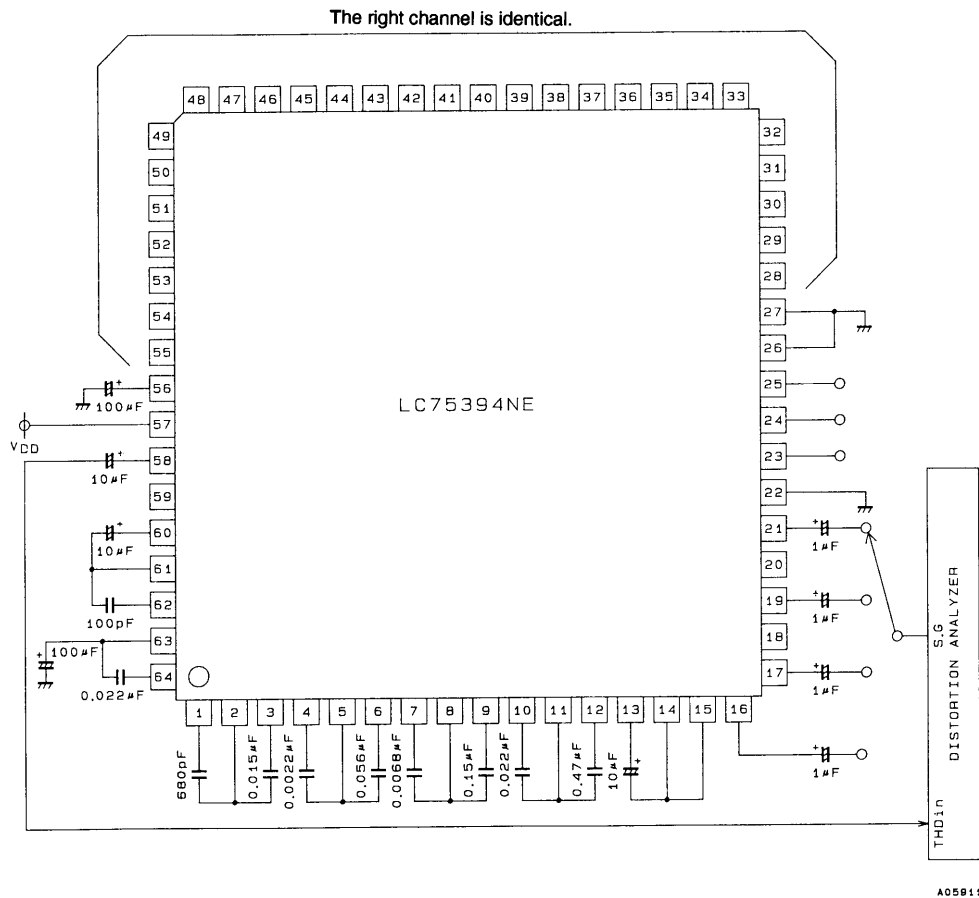 The right channel is identical.
48 47 46 45 44 43 42 41 40 39 38 37 36 35 34 33
49
50
51
52
53
54
55
56
57
58
59
60
61
62
63
64
32
31
30
29
28
27
26
25
24
23
22
21
20
19
18
17
LC75394NE
+
100µF
VDD
+
10µF
+
10µF
100pF
+
100µF
0.022µF
+
1µF
+
1µF
+
1µF
+
1µF
1 2 3 4 5 6 7 8 9 10 11 12 13 14 15 16
680pF
0.015µF
0.0022µF
0.056µF
0.0068µF
0.15µF
0.022µF
0.47µF
10µF
+
S.G
DISTORTION ANALYZER
THDin